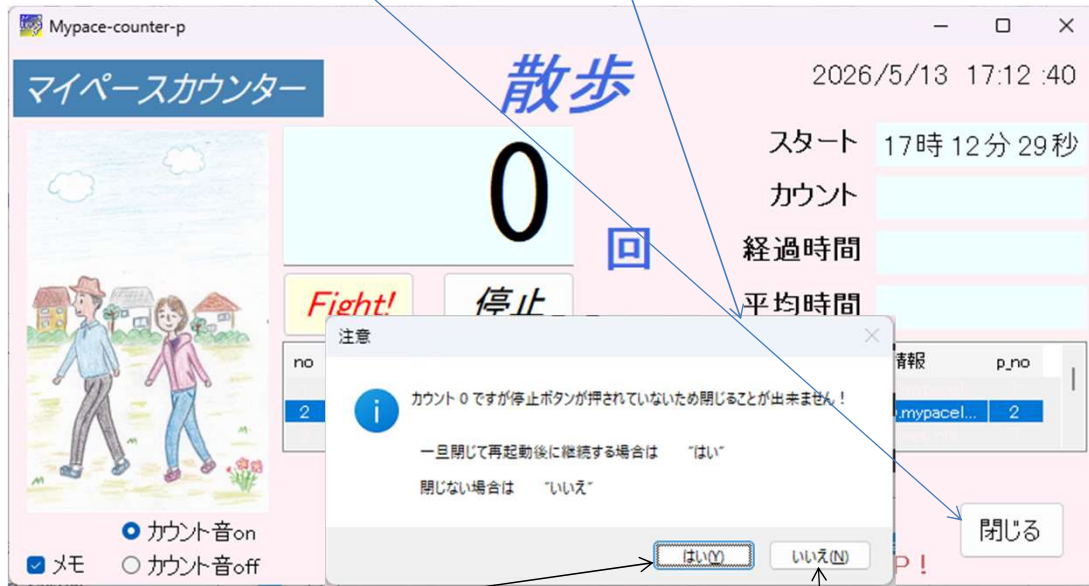 Mypace-counter-p
マイペースカウンター
散歩
2026/5/13 17:12 :40
0
回
スタート 17時 12分 29秒
カウント
経過時間
平均時間
Fight!
停止
no
情報 p_no
2
.mypacel... 2
注意
カウント 0 ですが停止ボタンが押されていないため閉じることが出来ません！
一旦閉じて再起動後に継続する場合は “はい”
閉じない場合は “いいえ”
はい(Y)
いいえ(N)
閉じる
カウント音on
メモ
カウント音off
P !